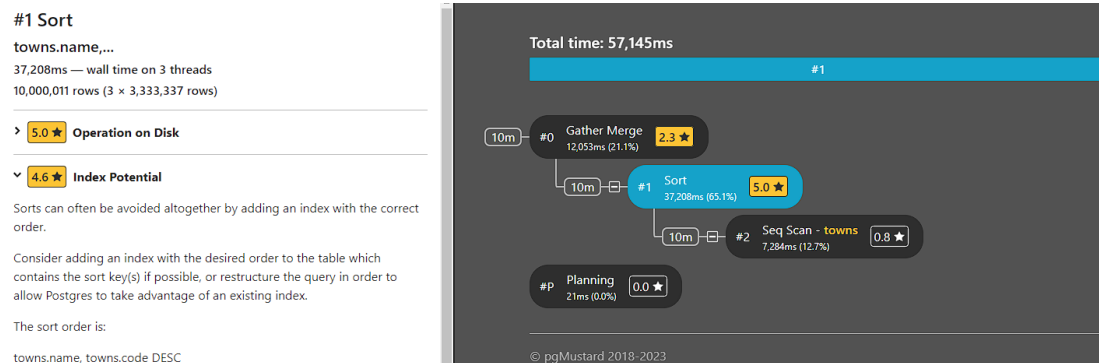 #1 Sort
towns.name,...
37,208ms — wall time on 3 threads
10,000,011 rows (3 × 3,333,337 rows)
5.0 ★ Operation on Disk
4.6 ★ Index Potential
Sorts can often be avoided altogether by adding an index with the correct
order.
Consider adding an index with the desired order to the table which
contains the sort key(s) if possible, or restructure the query in order to
allow Postgres to take advantage of an existing index.
The sort order is:
towns.name, towns.code DESC
Total time: 57,145ms
#1
10m #0 Gather Merge 2.3 ★
12,053ms (21.1%)
10m #1 Sort 5.0 ★
37,208ms (65.1%)
10m #2 Seq Scan - towns 0.8 ★
7,284ms (12.7%)
#P Planning 0.0 ★
21ms (0.0%)
© pgMustard 2018-2023